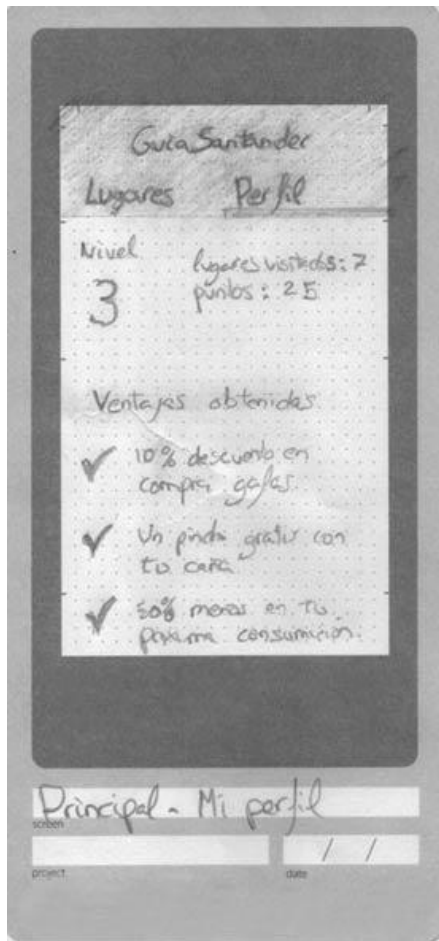 Guía Santander
Lugares Perfil
Nivel
3
lugares visitados: 7
puntos: 25
Ventajas obtenidas
10% descuento en
compra gafas.
Un pincho gratis con
tu caña
50% menos en tu
próxima consumición.
Principal - Mi perfil
screen
/ /
project
date